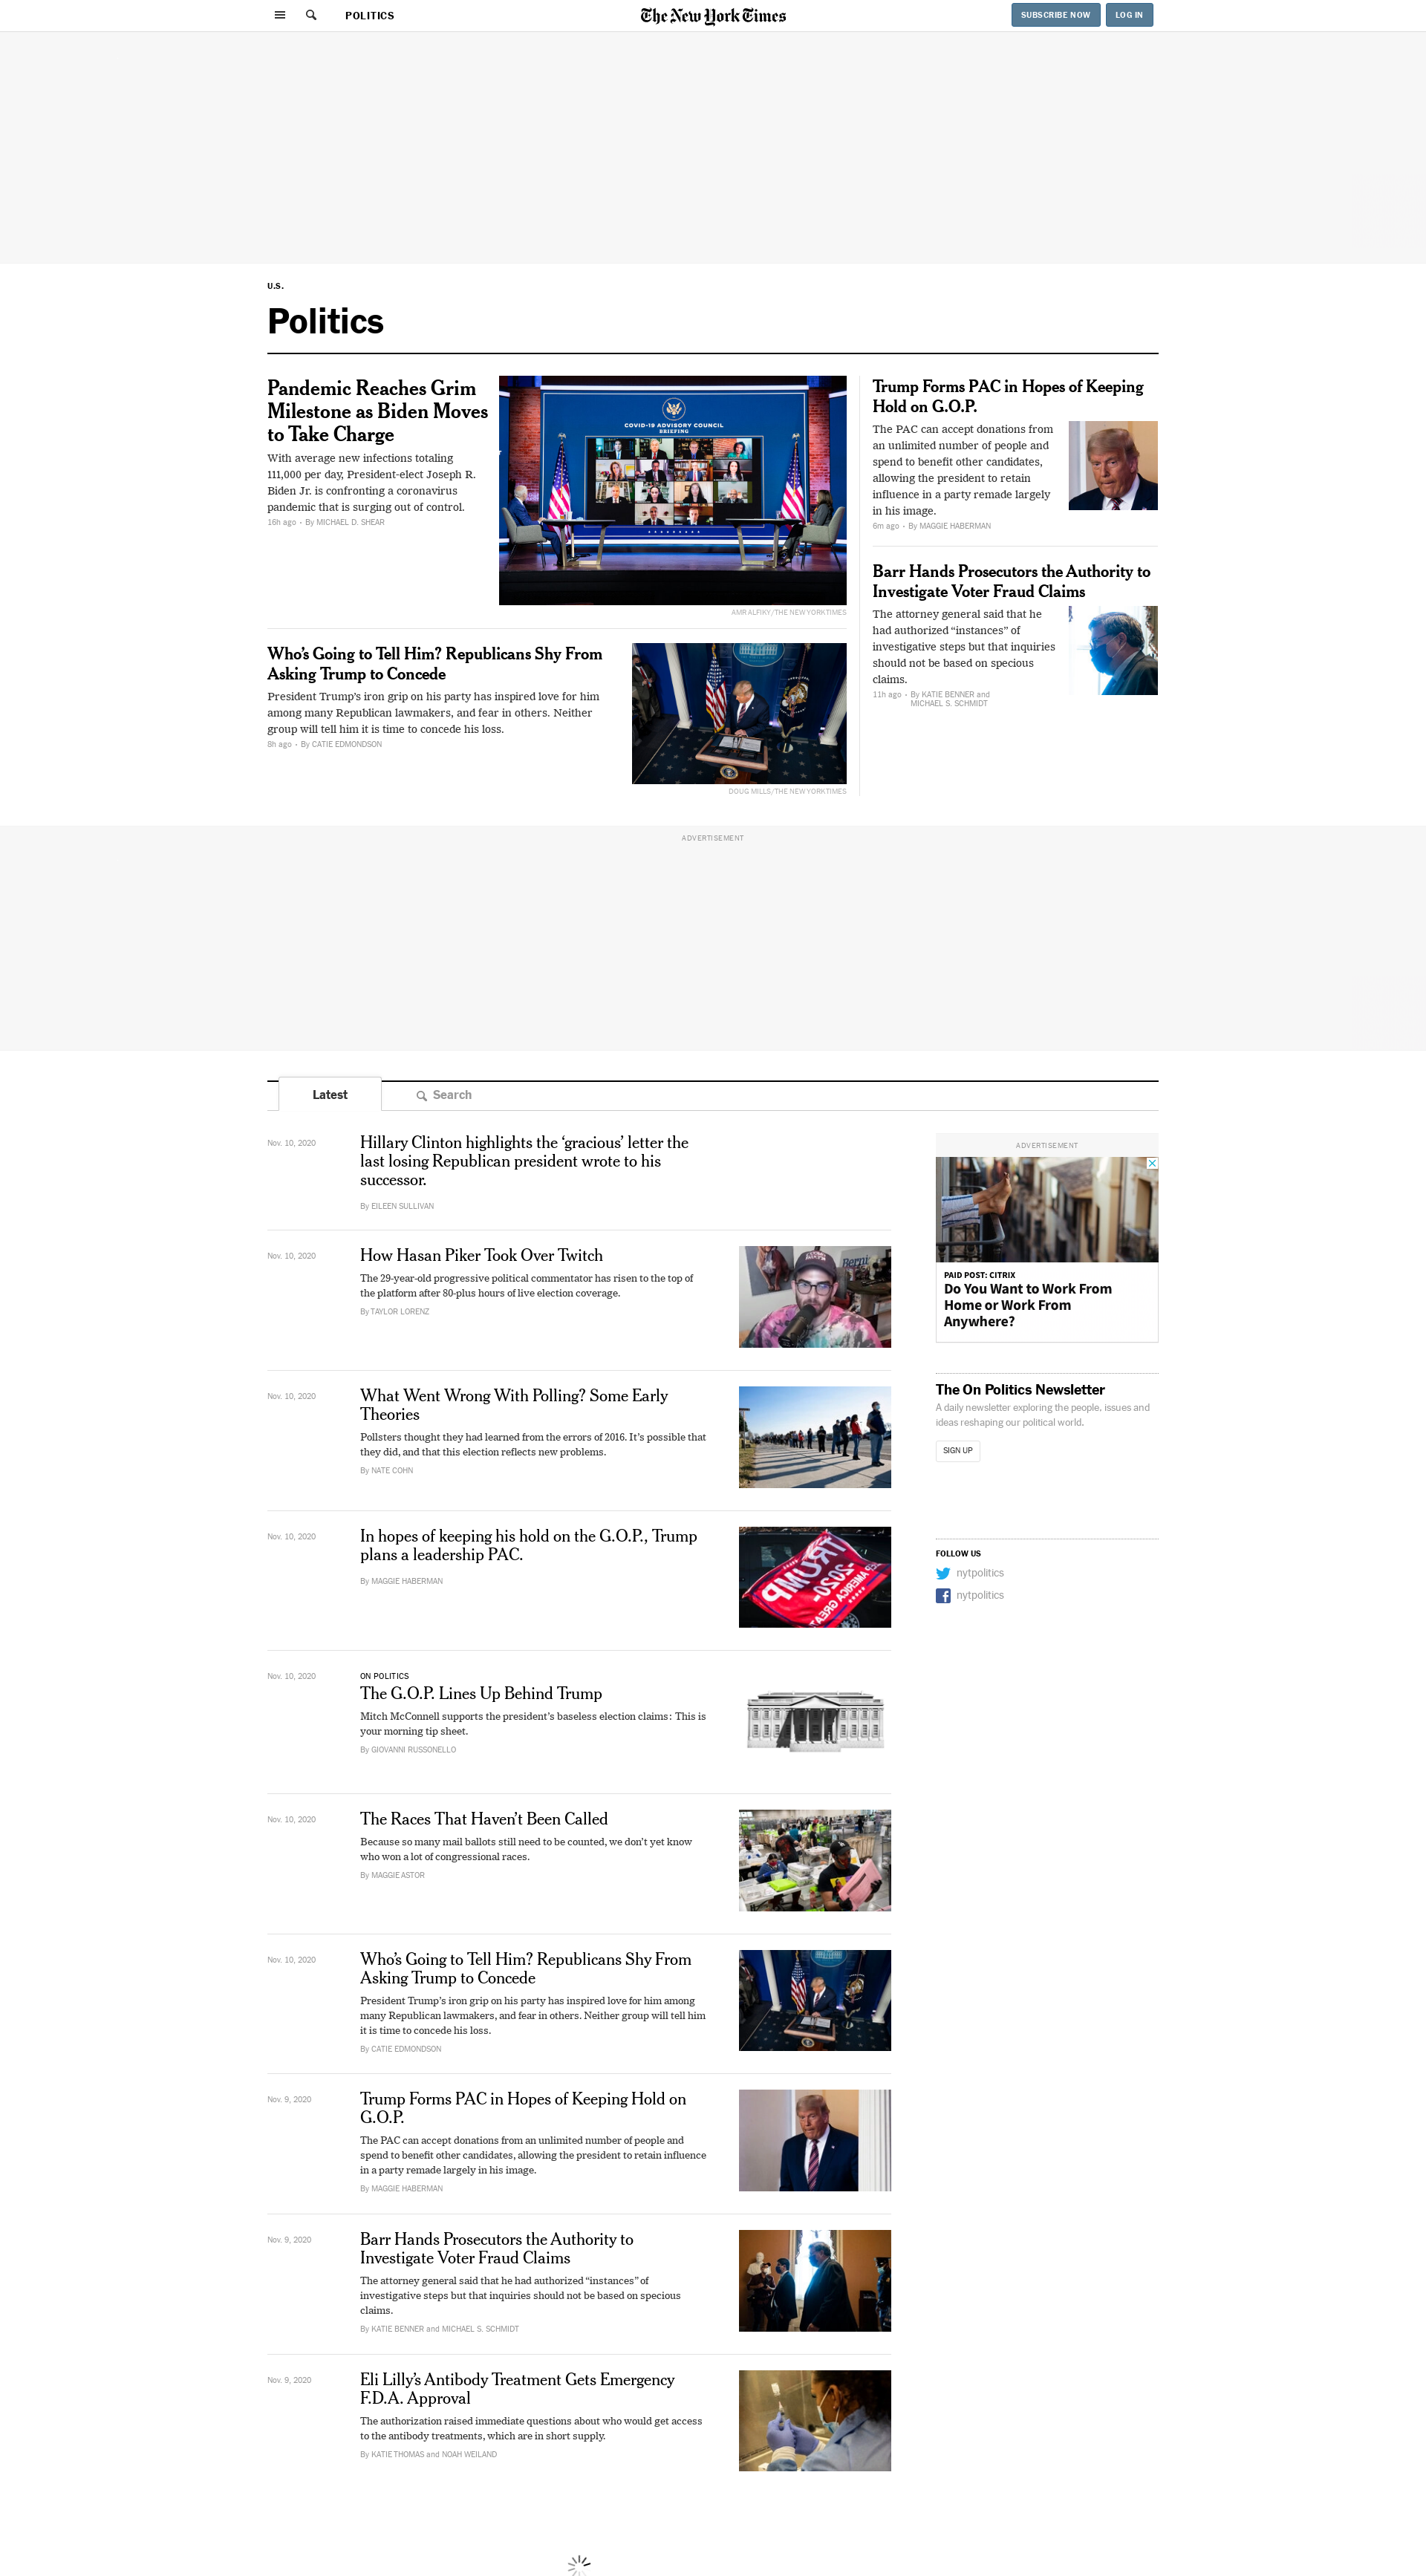 POLITICS
The New York Times
SUBSCRIBE NOW
LOG IN
U.S.
Politics
Pandemic Reaches Grim
Milestone as Biden Moves
to Take Charge
With average new infections totaling
111,000 per day, President-elect Joseph R.
Biden Jr. is confronting a coronavirus
pandemic that is surging out of control.
16h ago • By MICHAEL D. SHEAR
COVID-19 ADVISORY COUNCIL
BRIEFING
AMR ALFIKY/THE NEW YORK TIMES
Who’s Going to Tell Him? Republicans Shy From
Asking Trump to Concede
President Trump’s iron grip on his party has inspired love for him
among many Republican lawmakers, and fear in others. Neither
group will tell him it is time to concede his loss.
8h ago • By CATIE EDMONDSON
DOUG MILLS/THE NEW YORK TIMES
Trump Forms PAC in Hopes of Keeping
Hold on G.O.P.
The PAC can accept donations from
an unlimited number of people and
spend to benefit other candidates,
allowing the president to retain
influence in a party remade largely
in his image.
6m ago • By MAGGIE HABERMAN
Barr Hands Prosecutors the Authority to
Investigate Voter Fraud Claims
The attorney general said that he
had authorized “instances” of
investigative steps but that inquiries
should not be based on specious
claims.
11h ago • By KATIE BENNER and
MICHAEL S. SCHMIDT
ADVERTISEMENT
Latest
Search
Nov. 10, 2020
Hillary Clinton highlights the ‘gracious’ letter the
last losing Republican president wrote to his
successor.
By EILEEN SULLIVAN
Nov. 10, 2020
How Hasan Piker Took Over Twitch
The 29-year-old progressive political commentator has risen to the top of
the platform after 80-plus hours of live election coverage.
By TAYLOR LORENZ
Bernie
Nov. 10, 2020
What Went Wrong With Polling? Some Early
Theories
Pollsters thought they had learned from the errors of 2016. It’s possible that
they did, and that this election reflects new problems.
By NATE COHN
Nov. 10, 2020
In hopes of keeping his hold on the G.O.P., Trump
plans a leadership PAC.
By MAGGIE HABERMAN
TRUMP
2020
Nov. 10, 2020
ON POLITICS
The G.O.P. Lines Up Behind Trump
Mitch McConnell supports the president’s baseless election claims: This is
your morning tip sheet.
By GIOVANNI RUSSONELLO
Nov. 10, 2020
The Races That Haven’t Been Called
Because so many mail ballots still need to be counted, we don’t yet know
who won a lot of congressional races.
By MAGGIE ASTOR
Nov. 10, 2020
Who’s Going to Tell Him? Republicans Shy From
Asking Trump to Concede
President Trump’s iron grip on his party has inspired love for him among
many Republican lawmakers, and fear in others. Neither group will tell him
it is time to concede his loss.
By CATIE EDMONDSON
Nov. 9, 2020
Trump Forms PAC in Hopes of Keeping Hold on
G.O.P.
The PAC can accept donations from an unlimited number of people and
spend to benefit other candidates, allowing the president to retain influence
in a party remade largely in his image.
By MAGGIE HABERMAN
Nov. 9, 2020
Barr Hands Prosecutors the Authority to
Investigate Voter Fraud Claims
The attorney general said that he had authorized “instances” of
investigative steps but that inquiries should not be based on specious
claims.
By KATIE BENNER and MICHAEL S. SCHMIDT
Nov. 9, 2020
Eli Lilly’s Antibody Treatment Gets Emergency
F.D.A. Approval
The authorization raised immediate questions about who would get access
to the antibody treatments, which are in short supply.
By KATIE THOMAS and NOAH WEILAND
ADVERTISEMENT
PAID POST: CITRIX
Do You Want to Work From
Home or Work From
Anywhere?
The On Politics Newsletter
A daily newsletter exploring the people, issues and
ideas reshaping our political world.
SIGN UP
FOLLOW US
nytpolitics
nytpolitics